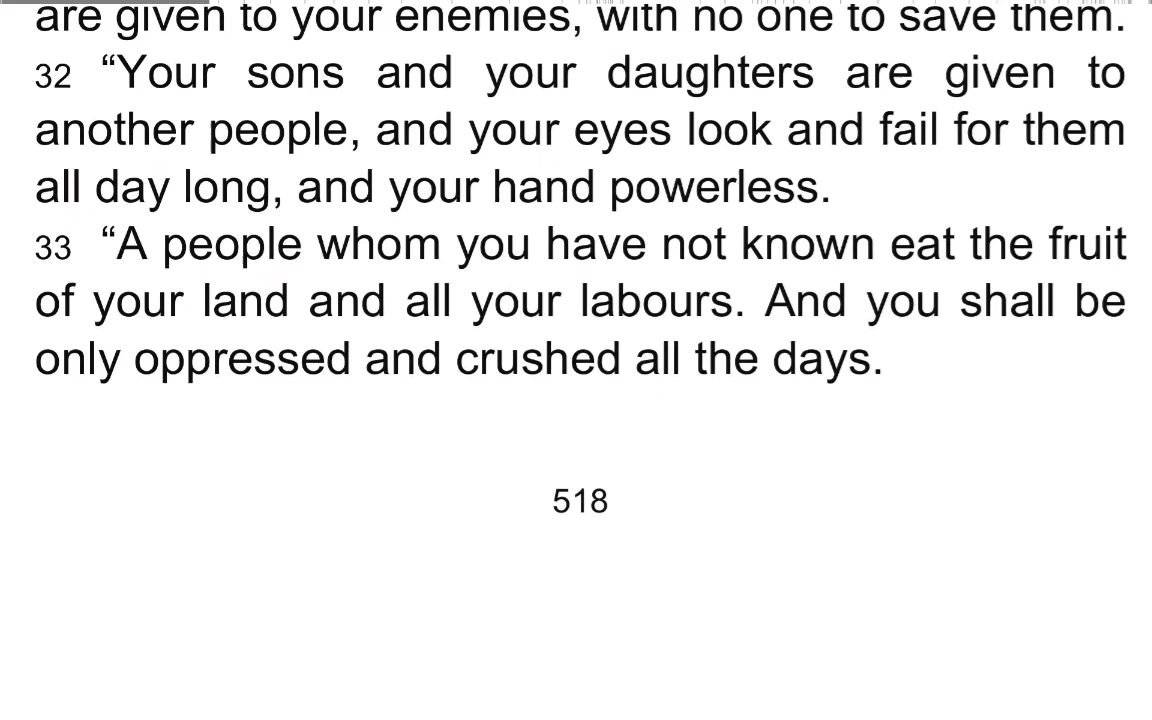 are given to your enemies, with no one to save them.
32 “Your sons and your daughters are given to
another people, and your eyes look and fail for them
all day long, and your hand powerless.
33 “A people whom you have not known eat the fruit
of your land and all your labours. And you shall be
only oppressed and crushed all the days.
518